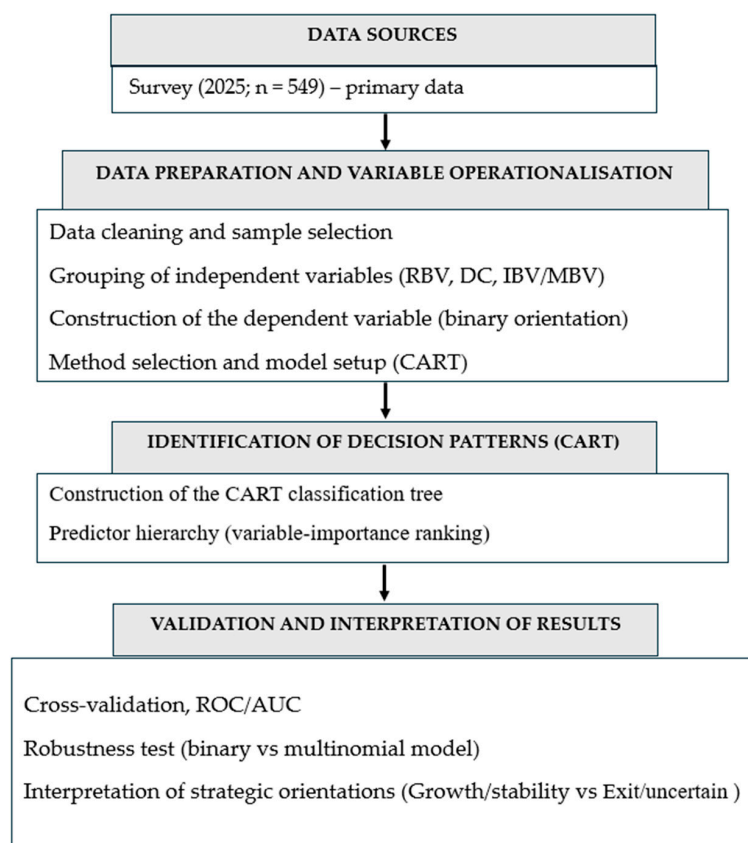 DATA SOURCES
Survey (2025; n = 549) – primary data
DATA PREPARATION AND VARIABLE OPERATIONALISATION
Data cleaning and sample selection
Grouping of independent variables (RBV, DC, IBV/MBV)
Construction of the dependent variable (binary orientation)
Method selection and model setup (CART)
IDENTIFICATION OF DECISION PATTERNS (CART)
Construction of the CART classification tree
Predictor hierarchy (variable-importance ranking)
VALIDATION AND INTERPRETATION OF RESULTS
Cross-validation, ROC/AUC
Robustness test (binary vs multinomial model)
Interpretation of strategic orientations (Growth/stability vs Exit/uncertain )